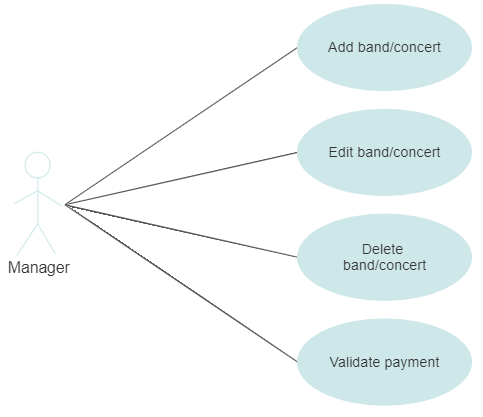 Add band/concert
Edit band/concert
Manager
Delete
band/concert
Validate payment